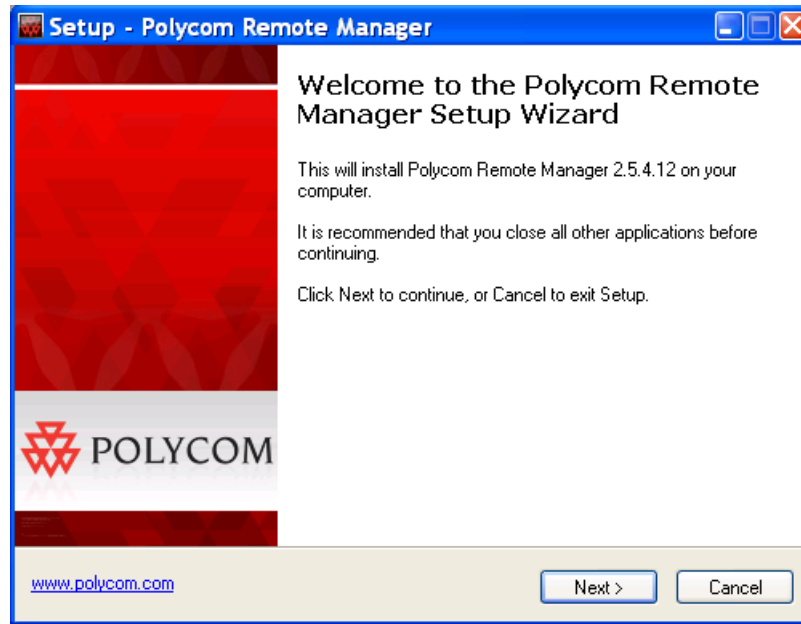 Setup - Polycom Remote Manager
Welcome to the Polycom Remote
Manager Setup Wizard
This will install Polycom Remote Manager 2.5.4.12 on your
computer.
It is recommended that you close all other applications before
continuing.
Click Next to continue, or Cancel to exit Setup.
POLYCOM
www.polycom.com
Next >
Cancel